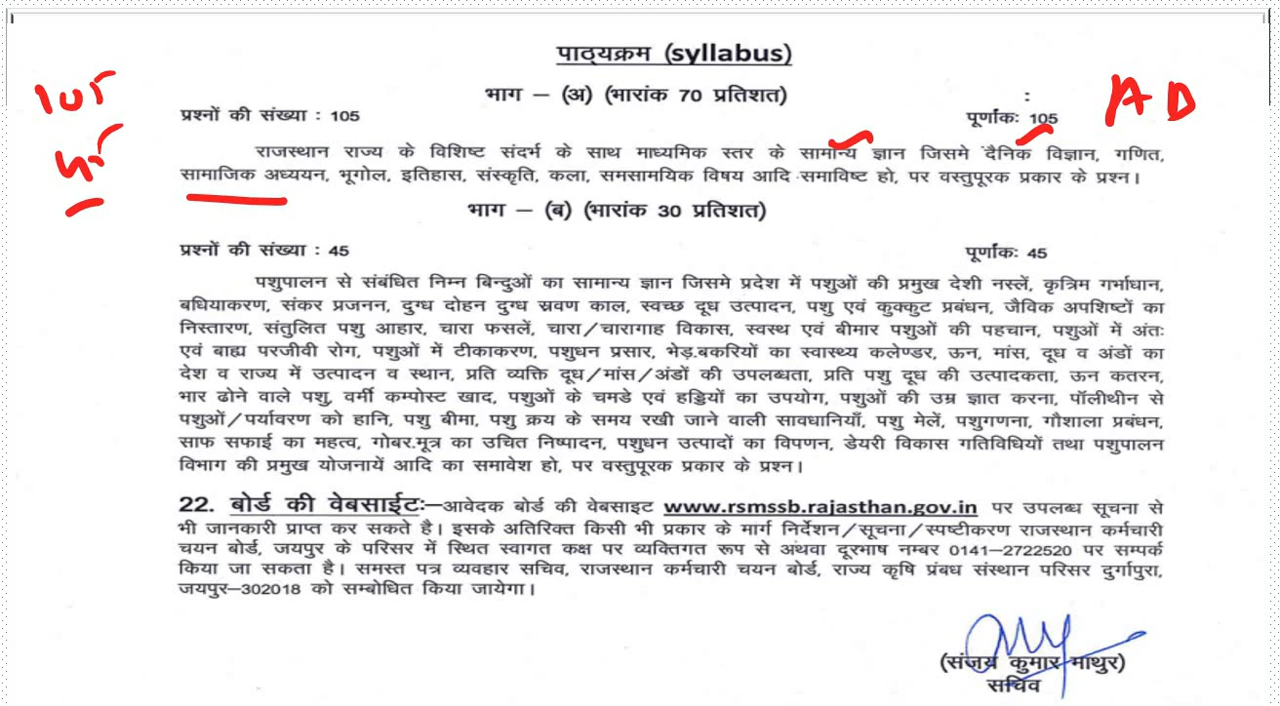 पाठ्यक्रम (syllabus)
भाग – (अ) (भारांक 70 प्रतिशत)
प्रश्नों की संख्या : 105 पूर्णांकः 105
राजस्थान राज्य के विशिष्ट संदर्भ के साथ माध्यमिक स्तर के सामान्य ज्ञान जिसमे दैनिक विज्ञान, गणित,
सामाजिक अध्ययन, भूगोल, इतिहास, संस्कृति, कला, समसामयिक विषय आदि समाविष्ट हो, पर वस्तुपूरक प्रकार के प्रश्न।
भाग – (ब) (भारांक 30 प्रतिशत)
प्रश्नों की संख्या : 45 पूर्णांकः 45
पशुपालन से संबंधित निम्न बिन्दुओं का सामान्य ज्ञान जिसमे प्रदेश में पशुओं की प्रमुख देशी नस्लें, कृत्रिम गर्भाधान,
बधियाकरण, संकर प्रजनन, दुग्ध दोहन दुग्ध स्रवण काल, स्वच्छ दूध उत्पादन, पशु एवं कुक्कुट प्रबंधन, जैविक अपशिष्टों का
निस्तारण, संतुलित पशु आहार, चारा फसलें, चारा/चारागाह विकास, स्वस्थ एवं बीमार पशुओं की पहचान, पशुओं में अंतः
एवं बाह्य परजीवी रोग, पशुओं में टीकाकरण, पशुधन प्रसार, भेड़.बकरियों का स्वास्थ्य कलेण्डर, ऊन, मांस, दूध व अंडों का
देश व राज्य में उत्पादन व स्थान, प्रति व्यक्ति दूध/मांस/अंडों की उपलब्धता, प्रति पशु दूध की उत्पादकता, ऊन कतरन,
भार ढोने वाले पशु, वर्मी कम्पोस्ट खाद, पशुओं के चमडे एवं हड्डियों का उपयोग, पशुओं की उम्र ज्ञात करना, पॉलीथीन से
पशुओं/पर्यावरण को हानि, पशु बीमा, पशु क्रय के समय रखी जाने वाली सावधानियाँ, पशु मेलें, पशुगणना, गौशाला प्रबंधन,
साफ सफाई का महत्व, गोबर.मूत्र का उचित निष्पादन, पशुधन उत्पादों का विपणन, डेयरी विकास गतिविधियों तथा पशुपालन
विभाग की प्रमुख योजनायें आदि का समावेश हो, पर वस्तुपूरक प्रकार के प्रश्न।
22. बोर्ड की वेबसाईटः–आवेदक बोर्ड की वेबसाइट www.rsmssb.rajasthan.gov.in पर उपलब्ध सूचना से
भी जानकारी प्राप्त कर सकते है। इसके अतिरिक्त किसी भी प्रकार के मार्ग निर्देशन/सूचना/स्पष्टीकरण राजस्थान कर्मचारी
चयन बोर्ड, जयपुर के परिसर में स्थित स्वागत कक्ष पर व्यक्तिगत रूप से अथवा दूरभाष नम्बर 0141–2722520 पर सम्पर्क
किया जा सकता है। समस्त पत्र व्यवहार सचिव, राजस्थान कर्मचारी चयन बोर्ड, राज्य कृषि प्रंबध संस्थान परिसर दुर्गापुरा,
जयपुर–302018 को सम्बोधित किया जायेगा।
(संजय कुमार माथुर)
सचिव
105
45
A D